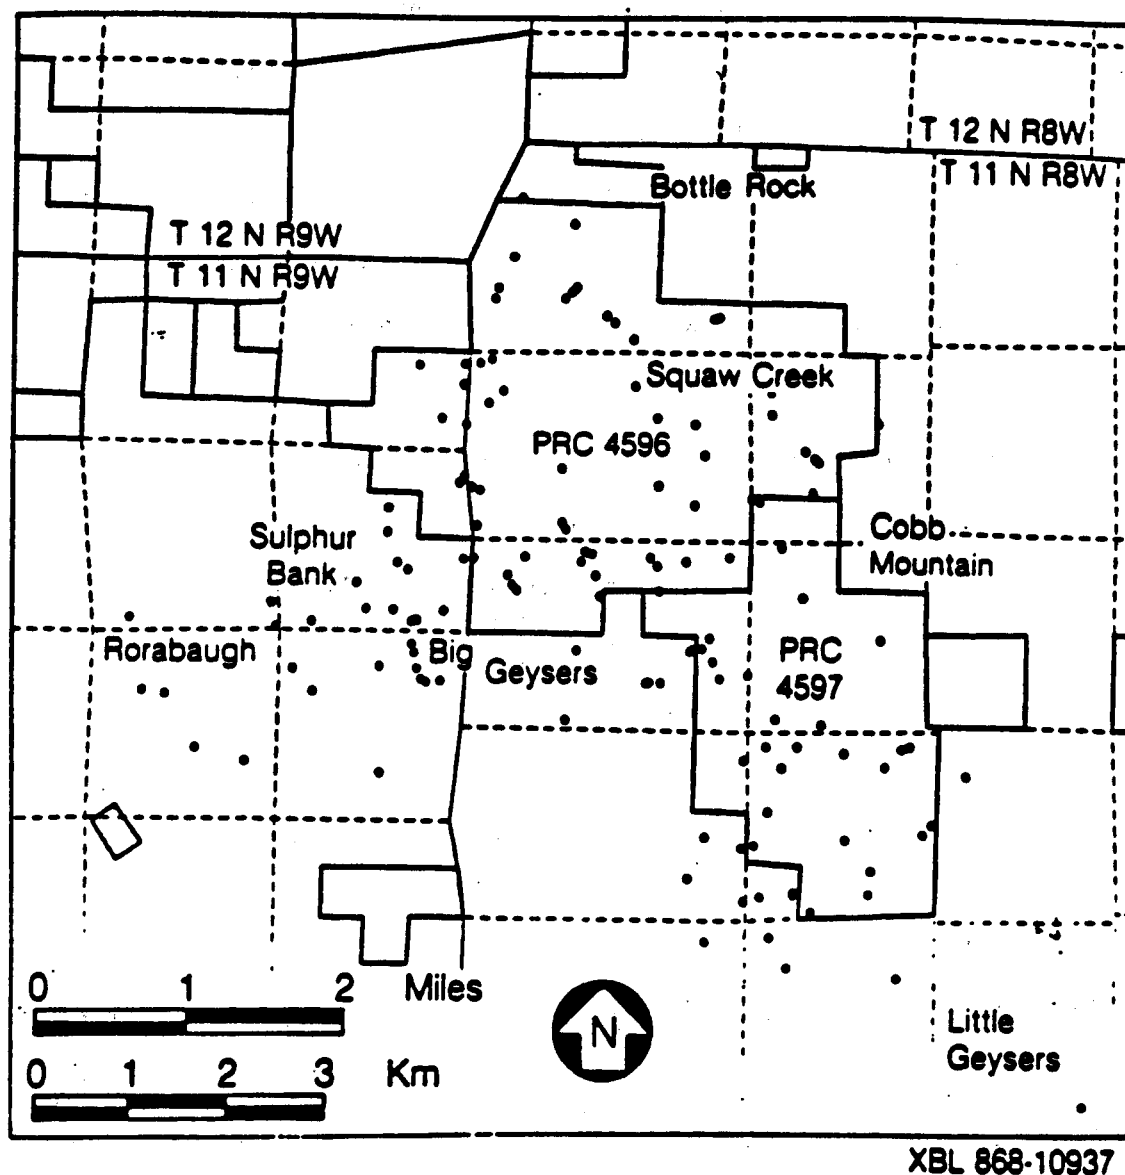 T 12 N R8W
T 11 N R8W
Bottle Rock
T 12 N R9W
T 11 N R9W
Squaw Creek
PRC 4596
Sulphur
Bank
Cobb
Mountain
Rorabaugh
Big
Geysers
PRC
4597
0 1 2 Miles
N
0 1 2 3 Km
Little
Geysers
XBL 868-10937